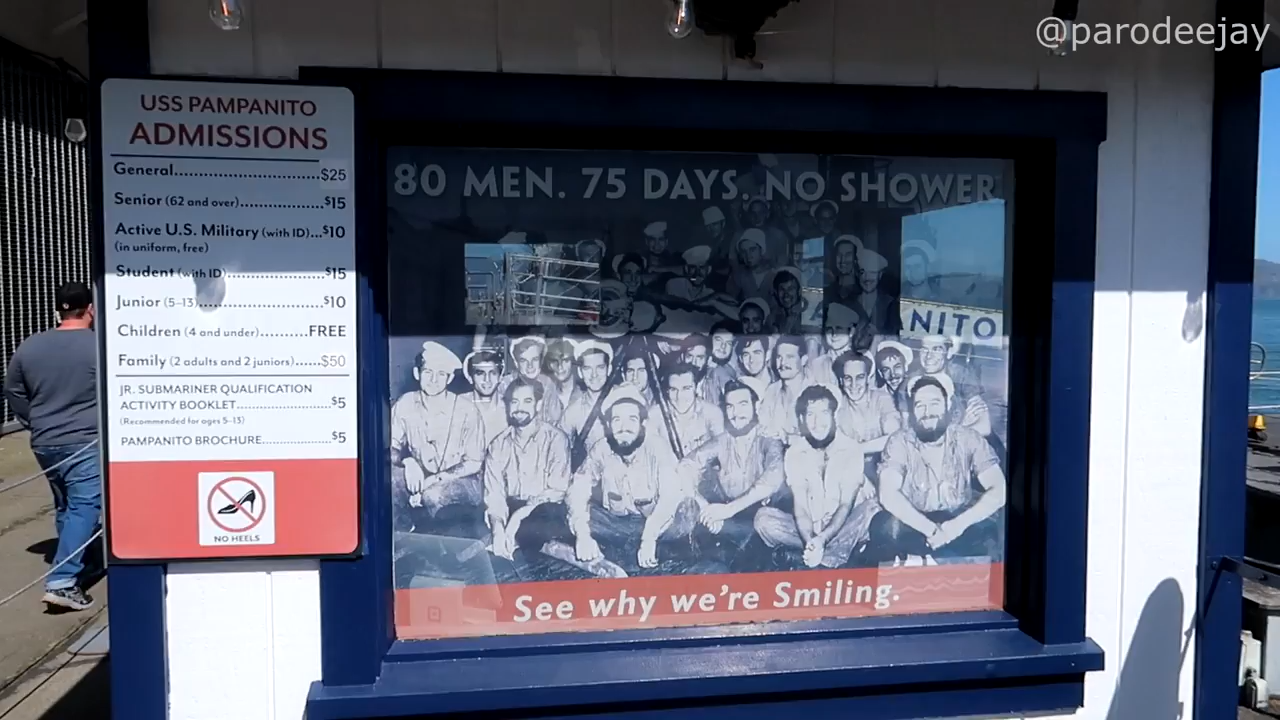 @parodeejay
USS PAMPANITO
ADMISSIONS
General..............................$25
Senior (62 and over)................$15
Active U.S. Military (with ID)...$10
(in uniform, free)
Student (with ID)....................$15
Junior (5–13).........................$10
Children (4 and under)..........FREE
Family (2 adults and 2 juniors)......$50
JR. SUBMARINER QUALIFICATION
ACTIVITY BOOKLET....................$5
(Recommended for ages 5–13)
PAMPANITO BROCHURE..............$5
NO HEELS
80 MEN. 75 DAYS. NO SHOWER
NITO
See why we're Smiling.